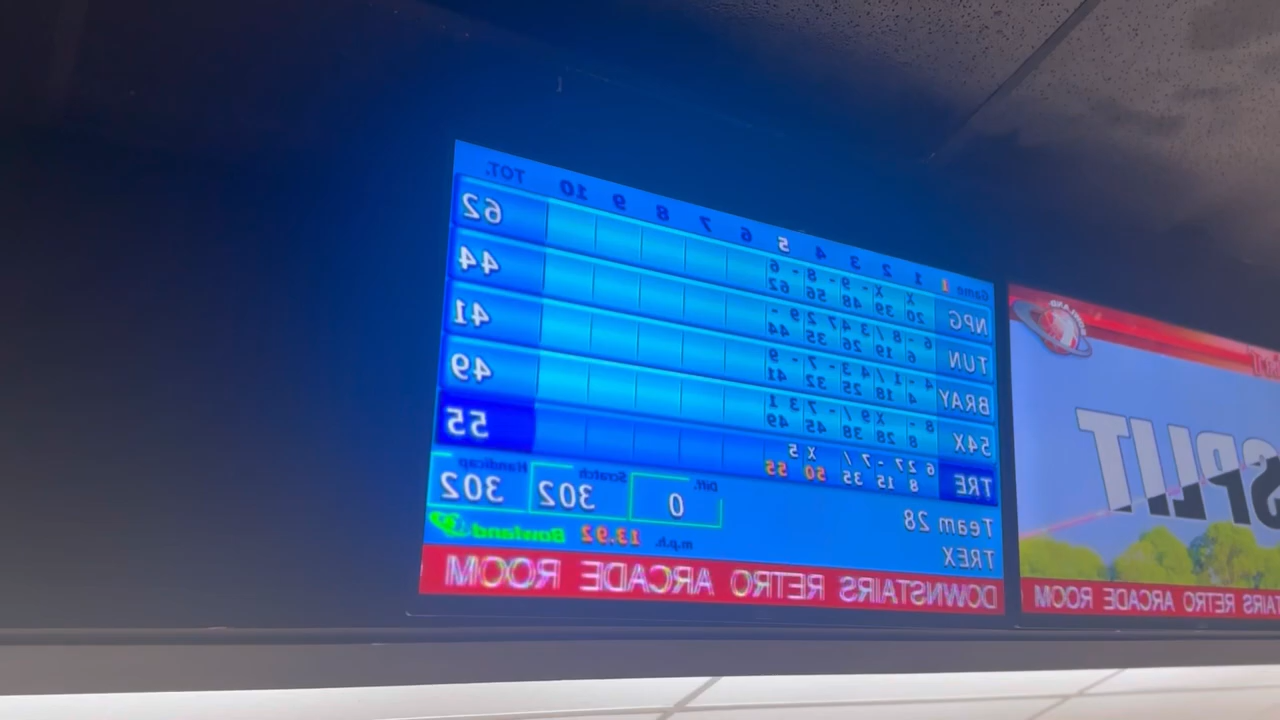 Game 1 1 2 3 4 5 6 7 8 9 10 TOT.
X X - 9 - 8 - 6
NPG 20 39 48 56 62 62
6 - 8 / 3 4 7 2 9 -
TUN 6 19 26 35 44 44
4 - 1 / 4 3 - 7 - 9
BRAY 4 18 25 32 41 41
8 - X 9 / - 7 3 1
54X 8 28 38 45 49 49
6 2 7 - 7 / X 5
TRE 8 15 35 50 55 55
Team 28
TREX
Diff. 0
Scratch 302
Handicap 302
m.p.h. 13.92 Bowland
DOWNSTAIRS RETRO ARCADE ROOM
BOWLAND
SPLIT
TAIRS RETRO ARCADE ROOM